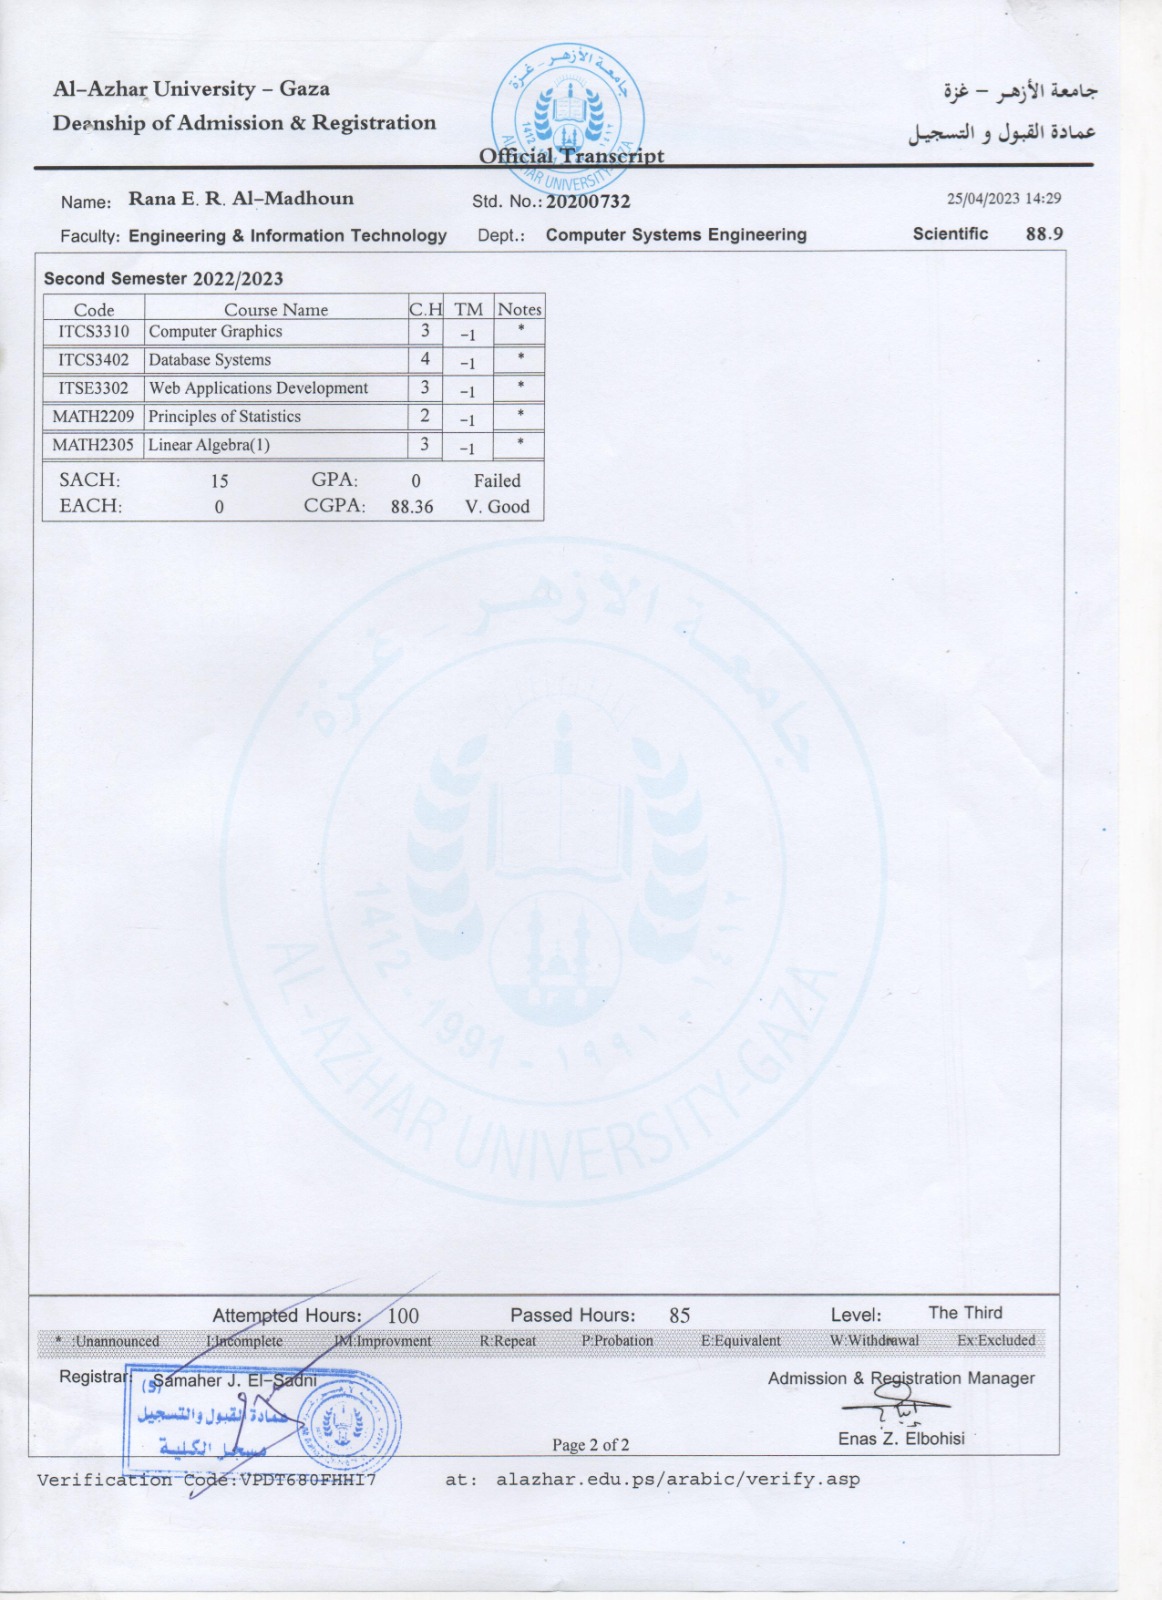 Al-Azhar University - Gaza
جامعة الأزهر - غزة
Deanship of Admission & Registration
عمادة القبول و التسجيل
جامعة الأزهر - غزة
1412
١٤١٢
AL-AZHAR UNIVERSITY-GAZA
Official Transcript
Name: Rana E. R. Al-Madhoun Std. No.: 20200732 25/04/2023 14:29
Faculty: Engineering & Information Technology Dept.: Computer Systems Engineering Scientific 88.9
Second Semester 2022/2023
Code Course Name C.H TM Notes
ITCS3310 Computer Graphics 3 -1 *
ITCS3402 Database Systems 4 -1 *
ITSE3302 Web Applications Development 3 -1 *
MATH2209 Principles of Statistics 2 -1 *
MATH2305 Linear Algebra(1) 3 -1 *
SACH: 15 GPA: 0 Failed
EACH: 0 CGPA: 88.36 V. Good
جامعة الأزهر - غزة
1412 - 1991 - ١٩٩١ - ١٤١٢
AL-AZHAR UNIVERSITY-GAZA
Attempted Hours: 100 Passed Hours: 85 Level: The Third
* :Unannounced I:Incomplete IM:Improvment R:Repeat P:Probation E:Equivalent W:Withdrawal Ex:Excluded
Registrar: Samaher J. El-Sadni Admission & Registration Manager
(5)
عمادة القبول والتسجيل
مسجل الكلية
Enas Z. Elbohisi
Page 2 of 2
Verification Code:VPDT680FHHI7 at: alazhar.edu.ps/arabic/verify.asp